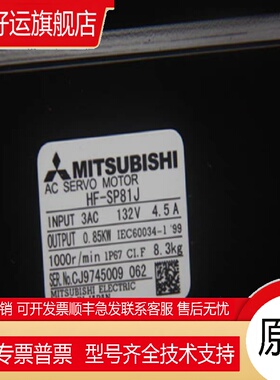 好运旗舰店
MITSUBISHI
AC SERVO MOTOR
HF-SP81J
INPUT 3AC 132V 4.5A
OUTPUT 0.85KW IEC60034-1 '99
1000r/min IP67 CI.F 8.3kg
SER.No.CJ9745009 062
MITSUBISHI ELECTRIC
JAPAN
销 可开发票顺丰急发联系客服 售后无忧
专票 型号齐全技术支持
原